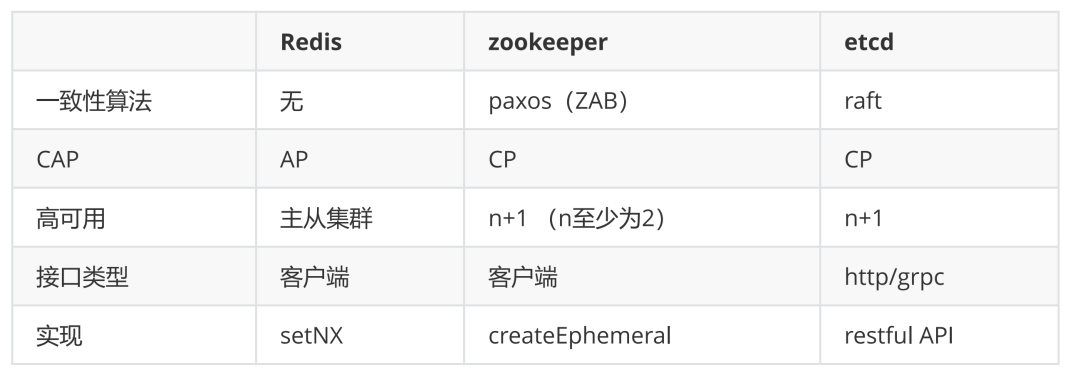 Redis zookeeper etcd
一致性算法 无 paxos（ZAB） raft
CAP AP CP CP
高可用 主从集群 n+1 （n至少为2） n+1
接口类型 客户端 客户端 http/grpc
实现 setNX createEphemeral restful API